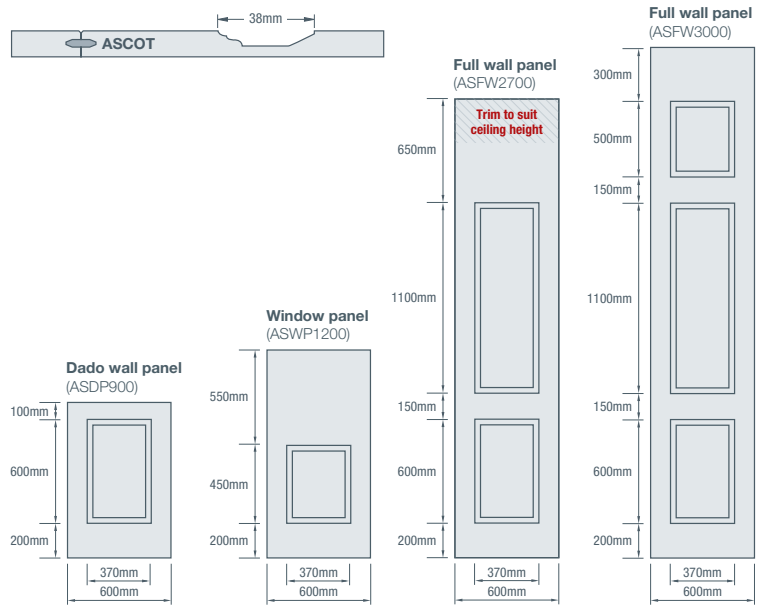 38mm
ASCOT
Dado wall panel
(ASDP900)
100mm
600mm
200mm
370mm
600mm
Window panel
(ASWP1200)
550mm
450mm
200mm
370mm
600mm
Full wall panel
(ASFW2700)
Trim to suit
ceiling height
650mm
1100mm
150mm
600mm
200mm
370mm
600mm
Full wall panel
(ASFW3000)
300mm
500mm
150mm
1100mm
150mm
600mm
200mm
370mm
600mm